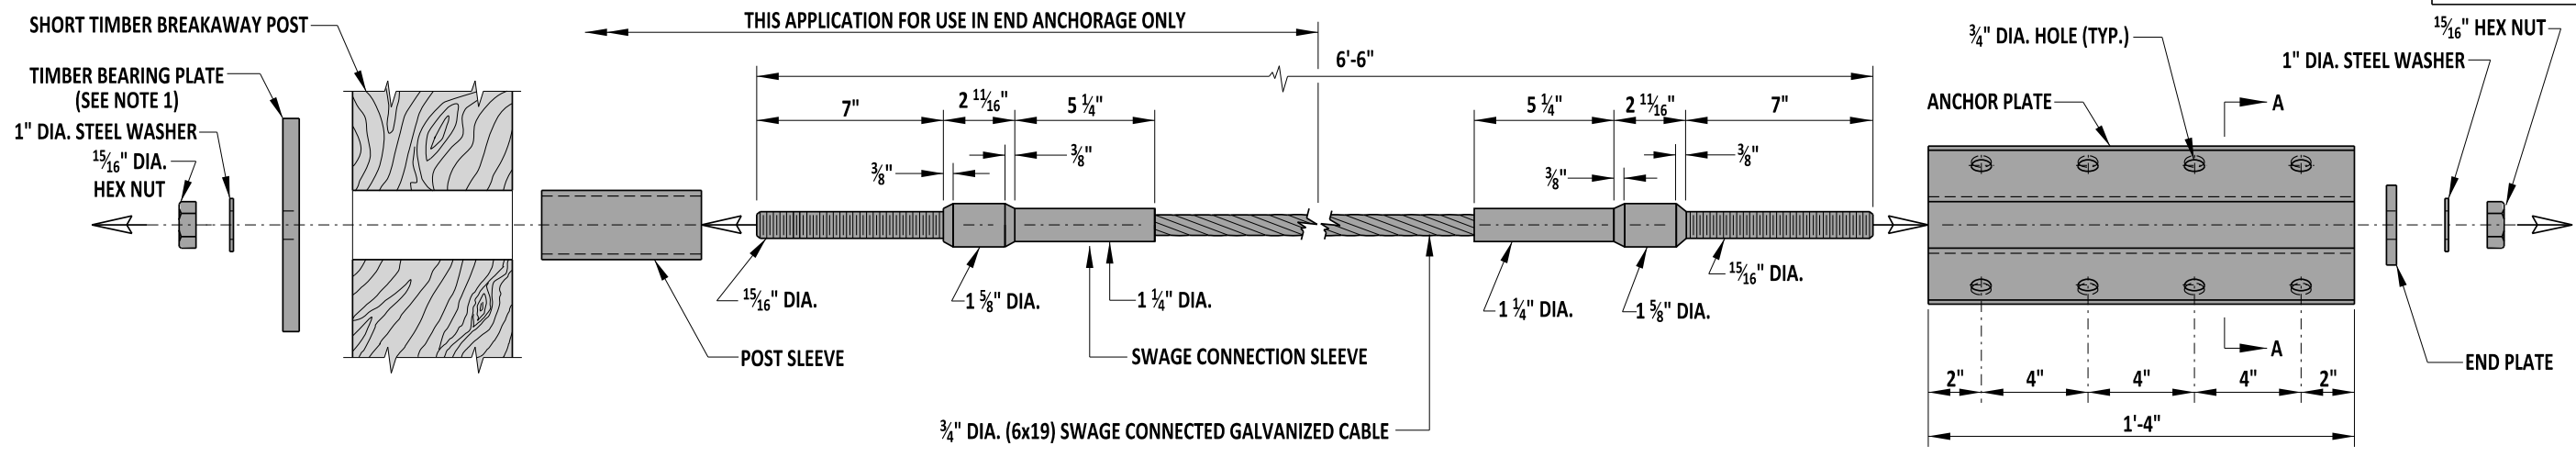 SHORT TIMBER BREAKAWAY POST
TIMBER BEARING PLATE
(SEE NOTE 1)
1" DIA. STEEL WASHER
15/16" DIA.
HEX NUT
THIS APPLICATION FOR USE IN END ANCHORAGE ONLY
6'-6"
7"
2 11/16"
5 1/4"
5 1/4"
2 11/16"
7"
3/8"
3/8"
3/8"
3/8"
15/16" DIA.
1 5/8" DIA.
1 1/4" DIA.
1 1/4" DIA.
1 5/8" DIA.
15/16" DIA.
POST SLEEVE
SWAGE CONNECTION SLEEVE
3/4" DIA. (6x19) SWAGE CONNECTED GALVANIZED CABLE
3/4" DIA. HOLE (TYP.)
15/16" HEX NUT
1" DIA. STEEL WASHER
ANCHOR PLATE
A
A
END PLATE
2"
4"
4"
4"
2"
1'-4"